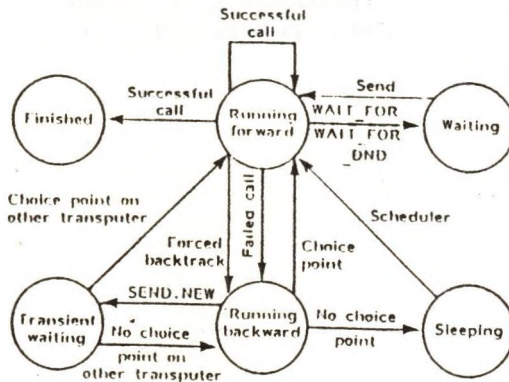 Successful
call
Successful
call
Finished
Running
forward
Send
WAIT_FOR
WAIT_FOR
_DND
Waiting
Choice point on
other transputer
Forced
backtrack
Failed call
Choice
point
Scheduler
SEND.NEW
Transient
waiting
Running
backward
No choice
point
Sleeping
No choice
point on
other transputer